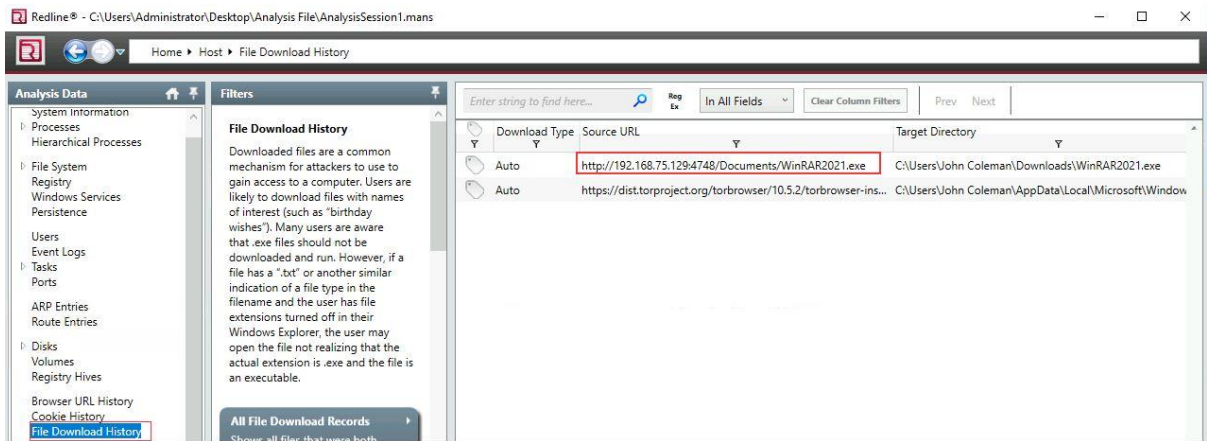 Redline® - C:\Users\Administrator\Desktop\Analysis File\AnalysisSession1.mans
Home Host File Download History
Analysis Data
System Information
Processes
Hierarchical Processes
File System
Registry
Windows Services
Persistence
Users
Event Logs
Tasks
Ports
ARP Entries
Route Entries
Disks
Volumes
Registry Hives
Browser URL History
Cookie History
File Download History
Filters
File Download History
Downloaded files are a common
mechanism for attackers to use to
gain access to a computer. Users are
likely to download files with names
of interest (such as "birthday
wishes"). Many users are aware
that .exe files should not be
downloaded and run. However, if a
file has a ".txt" or another similar
indication of a file type in the
filename and the user has file
extensions turned off in their
Windows Explorer, the user may
open the file not realizing that the
actual extension is .exe and the file is
an executable.
All File Download Records
Shows all files that were both
Enter string to find here... Reg Ex In All Fields Clear Column Filters Prev Next
Download Type Source URL Target Directory
Auto http://192.168.75.129:4748/Documents/WinRAR2021.exe C:\Users\John Coleman\Downloads\WinRAR2021.exe
Auto https://dist.torproject.org/torbrowser/10.5.2/torbrowser-ins... C:\Users\John Coleman\AppData\Local\Microsoft\Window